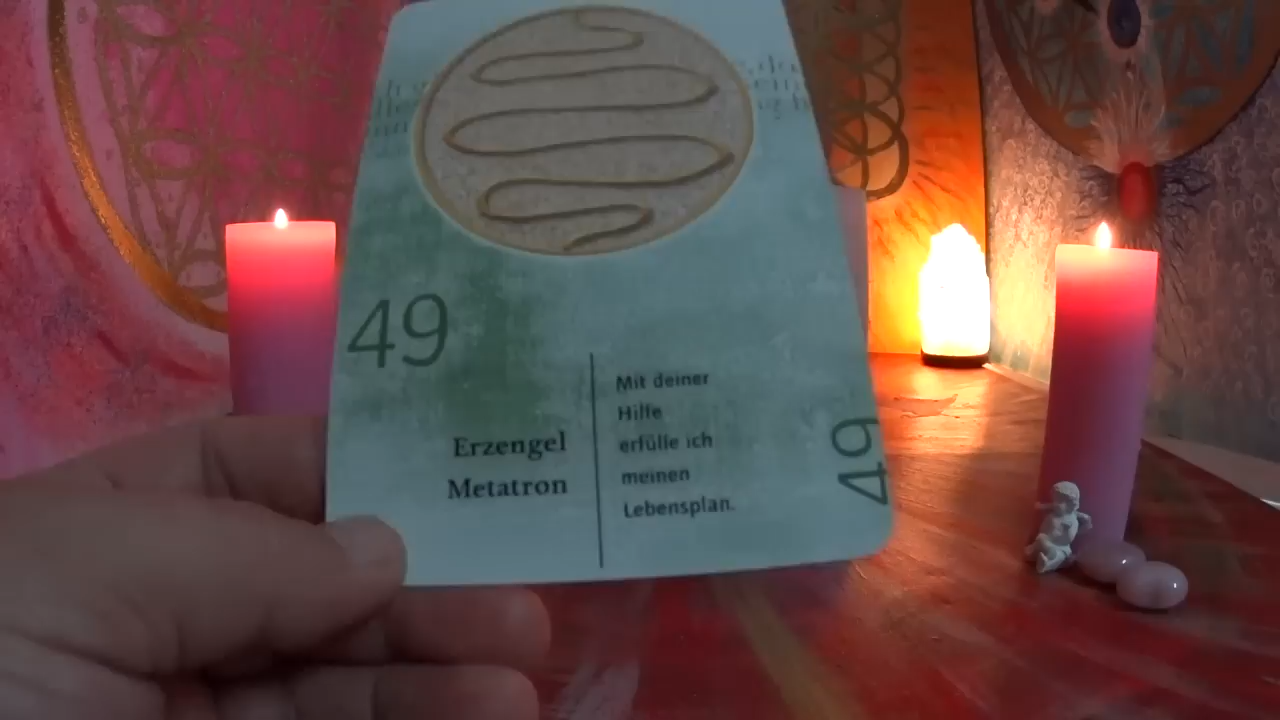 49
Erzengel
Metatron
Mit deiner
Hilfe
erfülle ich
meinen
Lebensplan.
49